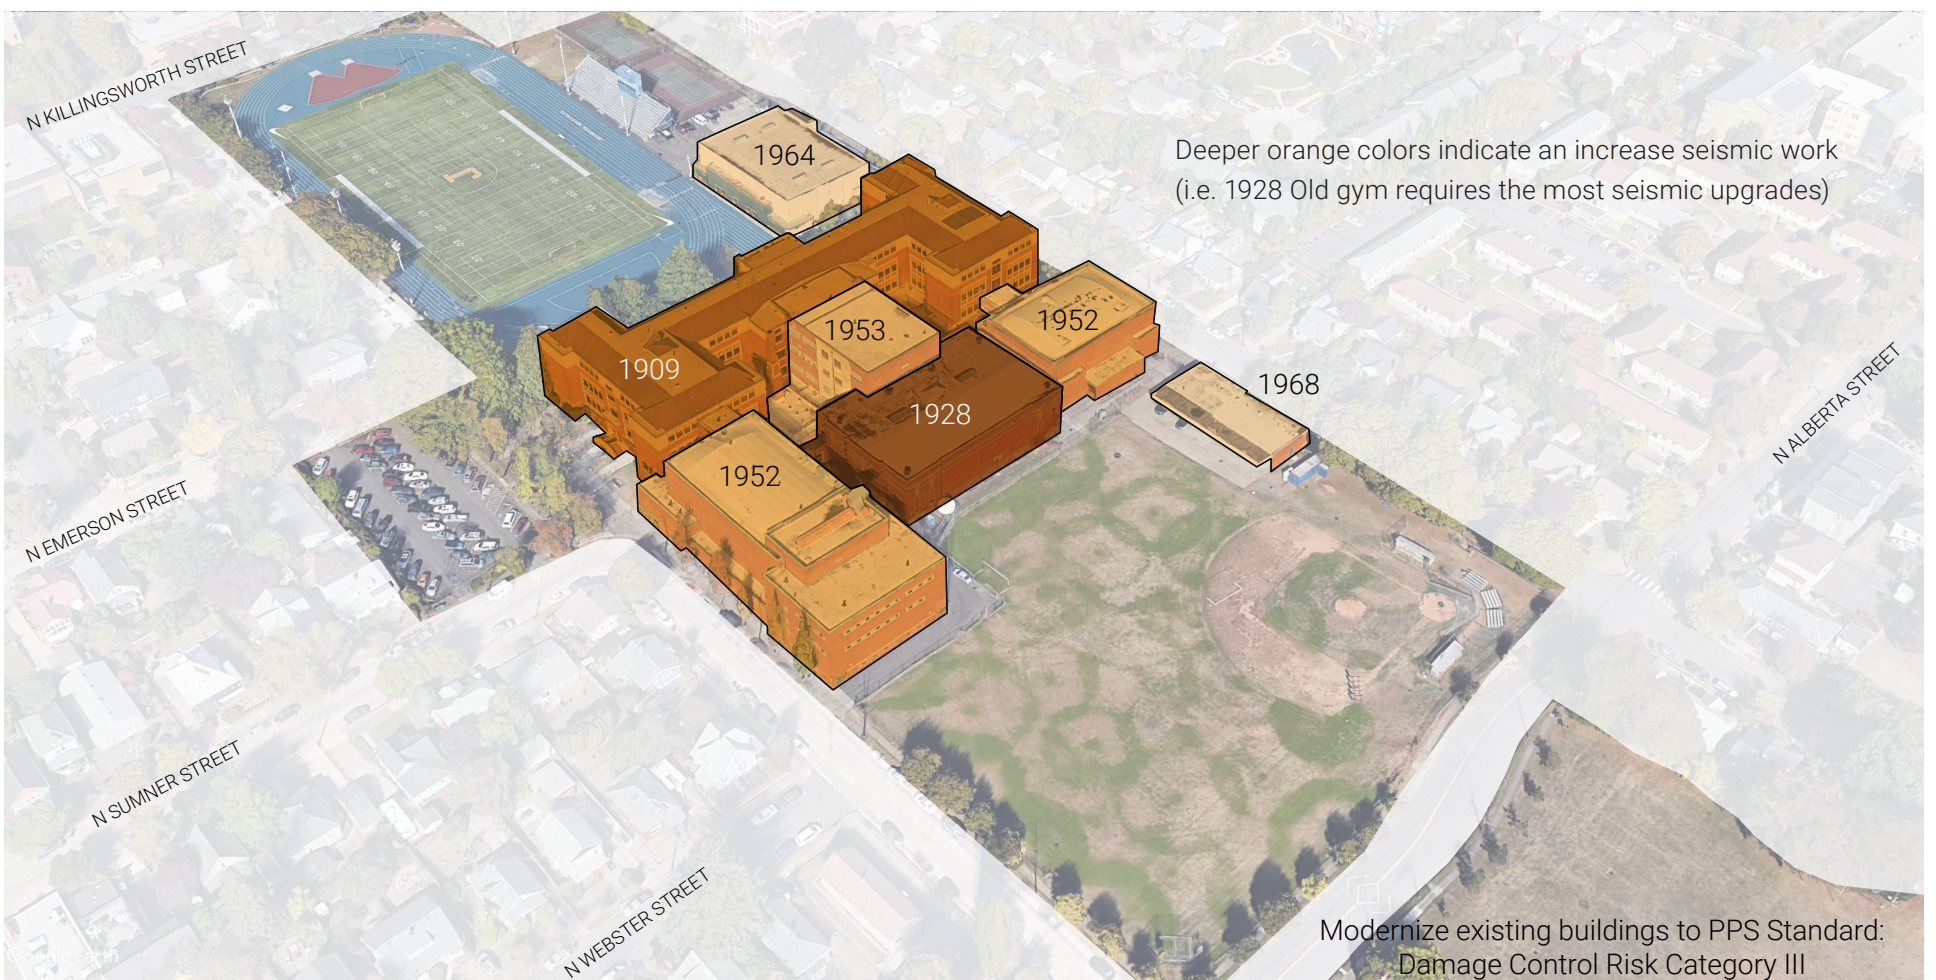 N KILLINGSWORTH STREET
1964
Deeper orange colors indicate an increase seismic work
(i.e. 1928 Old gym requires the most seismic upgrades)
1953
1952
1909
1968
1928
N ALBERTA STREET
1952
N EMERSON STREET
N SUMNER STREET
N WEBSTER STREET
Modernize existing buildings to PPS Standard:
Damage Control Risk Category III
Google Earth
J